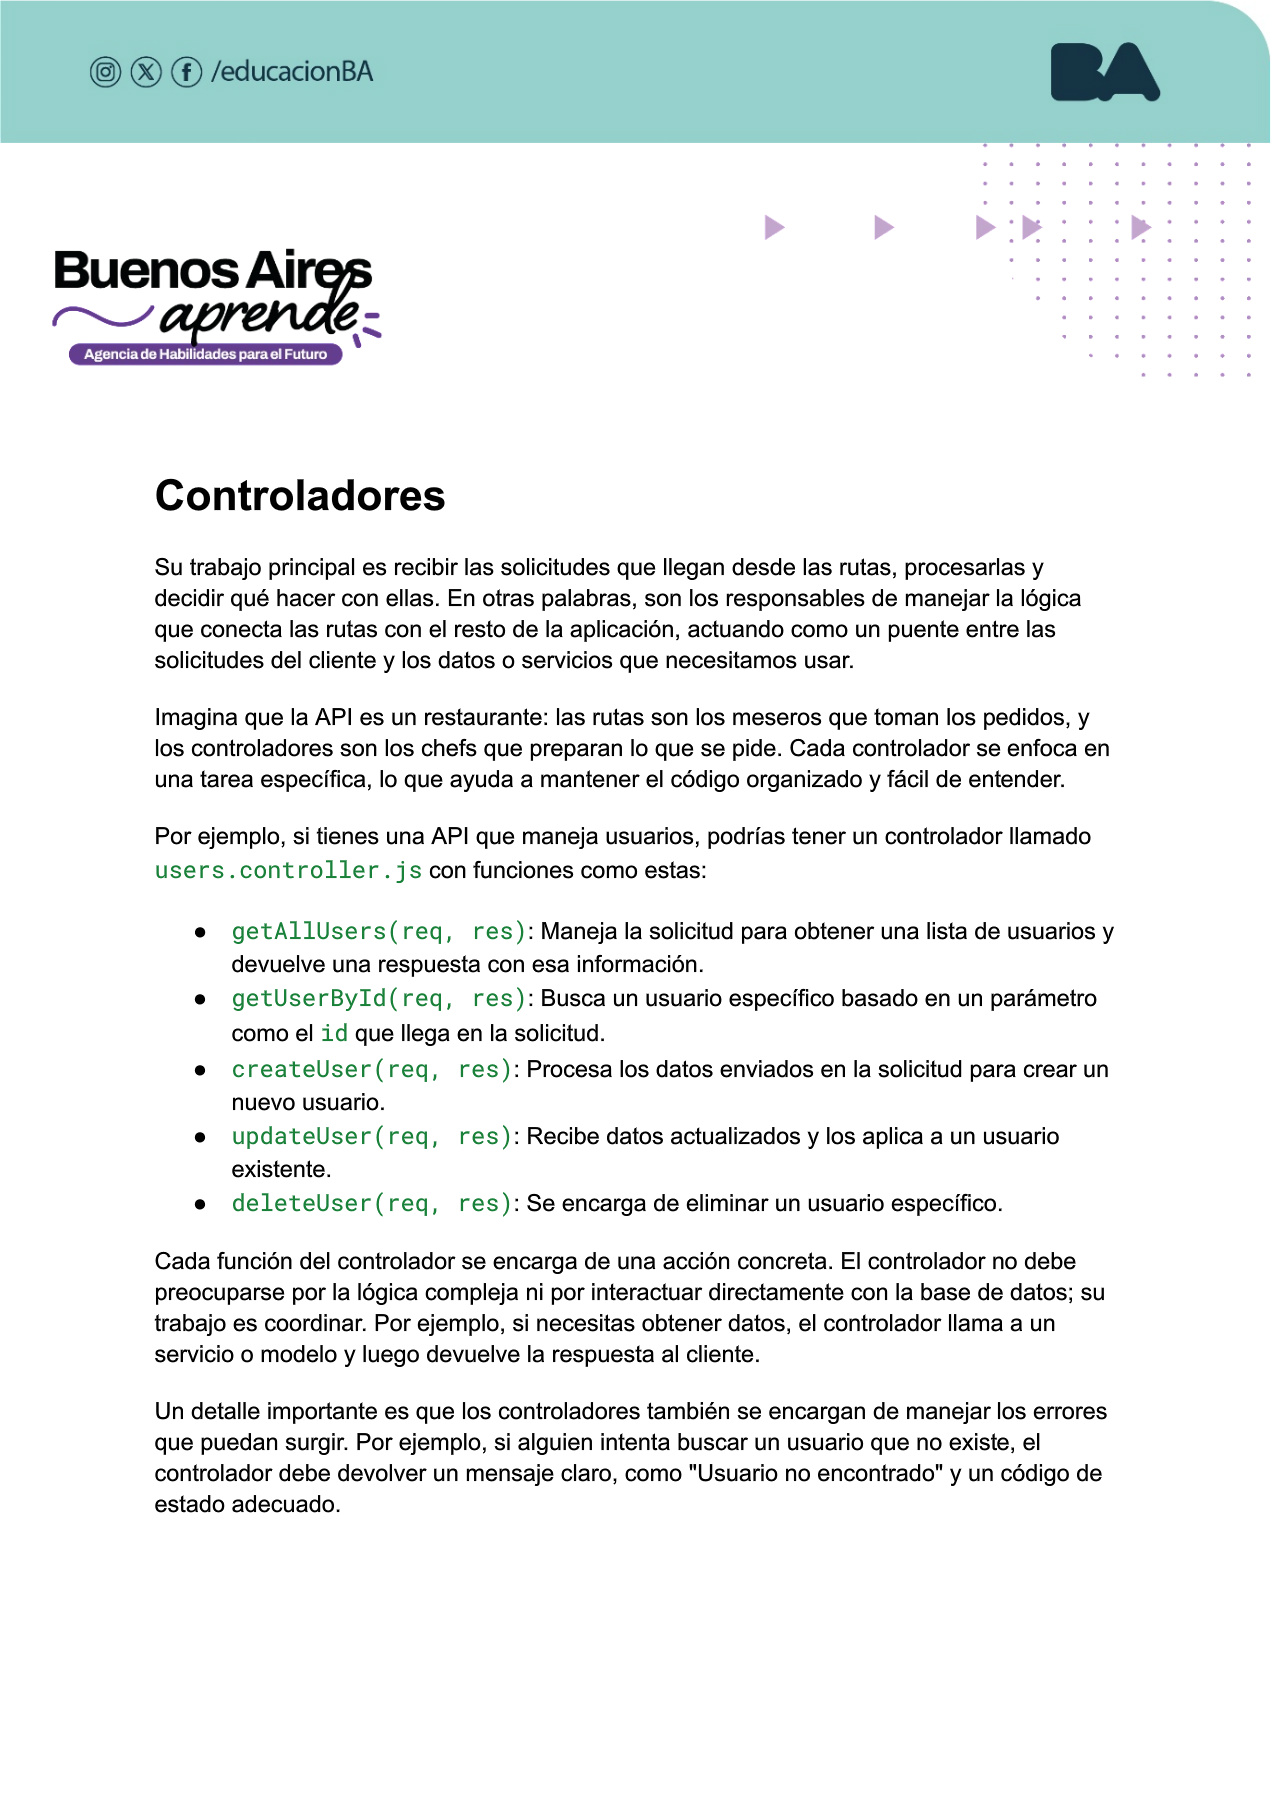 /educacionBA
BA
Buenos Aires
aprende
Agencia de Habilidades para el Futuro
Controladores
Su trabajo principal es recibir las solicitudes que llegan desde las rutas, procesarlas y
decidir qué hacer con ellas. En otras palabras, son los responsables de manejar la lógica
que conecta las rutas con el resto de la aplicación, actuando como un puente entre las
solicitudes del cliente y los datos o servicios que necesitamos usar.
Imagina que la API es un restaurante: las rutas son los meseros que toman los pedidos, y
los controladores son los chefs que preparan lo que se pide. Cada controlador se enfoca en
una tarea específica, lo que ayuda a mantener el código organizado y fácil de entender.
Por ejemplo, si tienes una API que maneja usuarios, podrías tener un controlador llamado
users.controller.js con funciones como estas:
● getAllUsers(req, res): Maneja la solicitud para obtener una lista de usuarios y
devuelve una respuesta con esa información.
● getUserById(req, res): Busca un usuario específico basado en un parámetro
como el id que llega en la solicitud.
● createUser(req, res): Procesa los datos enviados en la solicitud para crear un
nuevo usuario.
● updateUser(req, res): Recibe datos actualizados y los aplica a un usuario
existente.
● deleteUser(req, res): Se encarga de eliminar un usuario específico.
Cada función del controlador se encarga de una acción concreta. El controlador no debe
preocuparse por la lógica compleja ni por interactuar directamente con la base de datos; su
trabajo es coordinar. Por ejemplo, si necesitas obtener datos, el controlador llama a un
servicio o modelo y luego devuelve la respuesta al cliente.
Un detalle importante es que los controladores también se encargan de manejar los errores
que puedan surgir. Por ejemplo, si alguien intenta buscar un usuario que no existe, el
controlador debe devolver un mensaje claro, como "Usuario no encontrado" y un código de
estado adecuado.